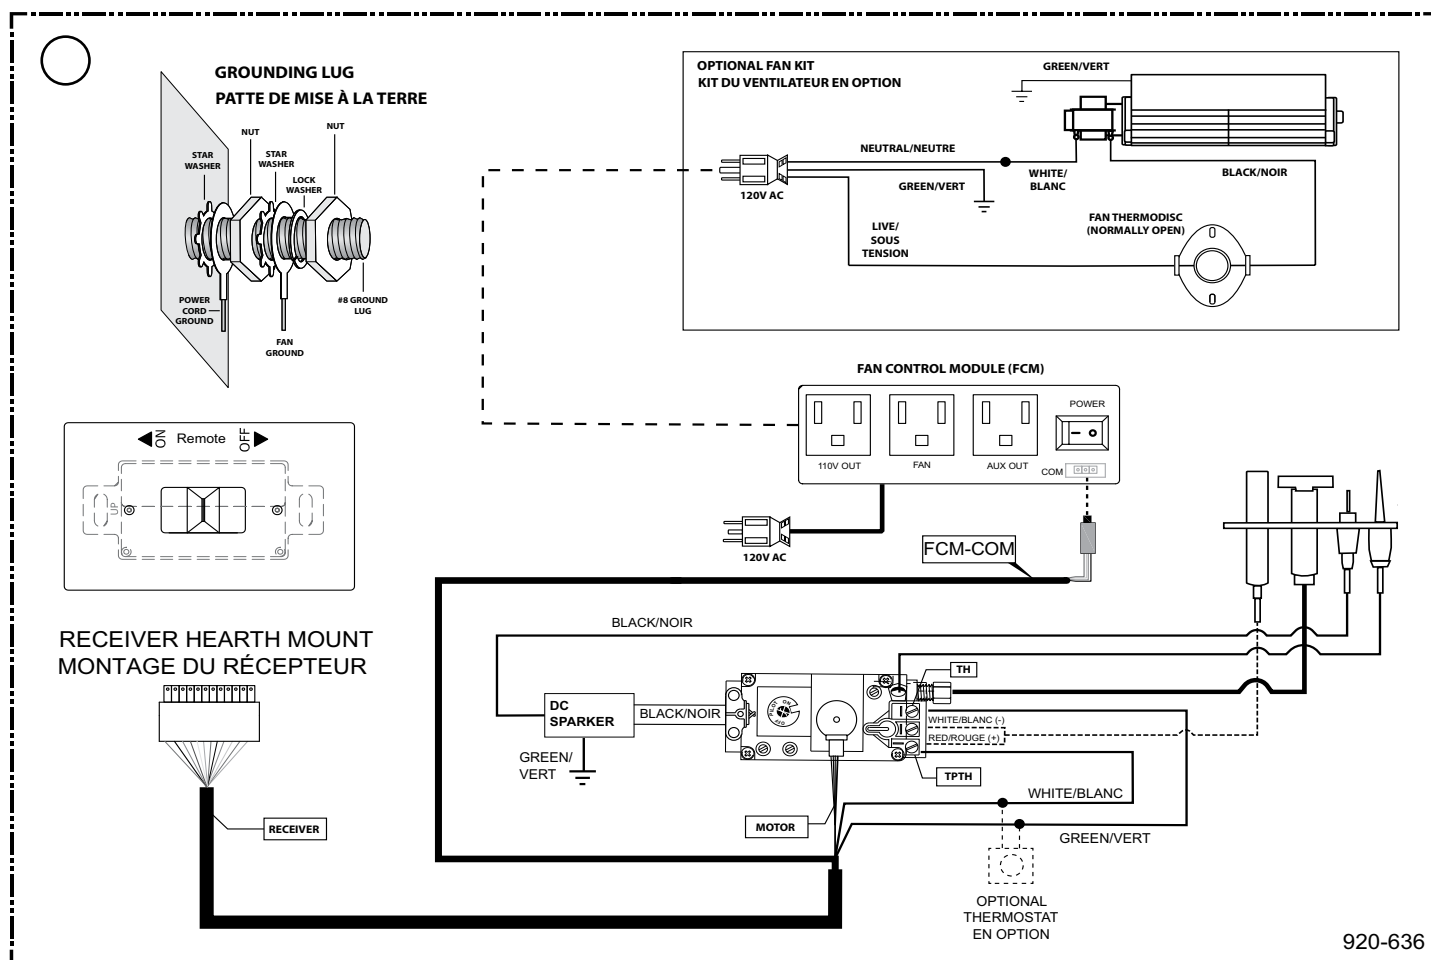 GROUNDING LUG
PATTE DE MISE À LA TERRE
NUT
NUT
STAR
WASHER
STAR
WASHER
LOCK
WASHER
POWER
CORD
GROUND
#8 GROUND
LUG
FAN
GROUND
OPTIONAL FAN KIT
KIT DU VENTILATEUR EN OPTION
GREEN/VERT
NEUTRAL/NEUTRE
120V AC
GREEN/VERT
WHITE/
BLANC
BLACK/NOIR
LIVE/
SOUS
TENSION
FAN THERMODISC
(NORMALLY OPEN)
FAN CONTROL MODULE (FCM)
POWER
110V OUT
FAN
AUX OUT
COM
120V AC
FCM-COM
ON
Remote
OFF
UP
RECEIVER HEARTH MOUNT
MONTAGE DU RÉCEPTEUR
RECEIVER
BLACK/NOIR
DC
SPARKER
BLACK/NOIR
GREEN/
VERT
PILOT
ON
OFF
TH
WHITE/BLANC (-)
RED/ROUGE (+)
TPTH
MOTOR
WHITE/BLANC
GREEN/VERT
OPTIONAL
THERMOSTAT
EN OPTION
920-636